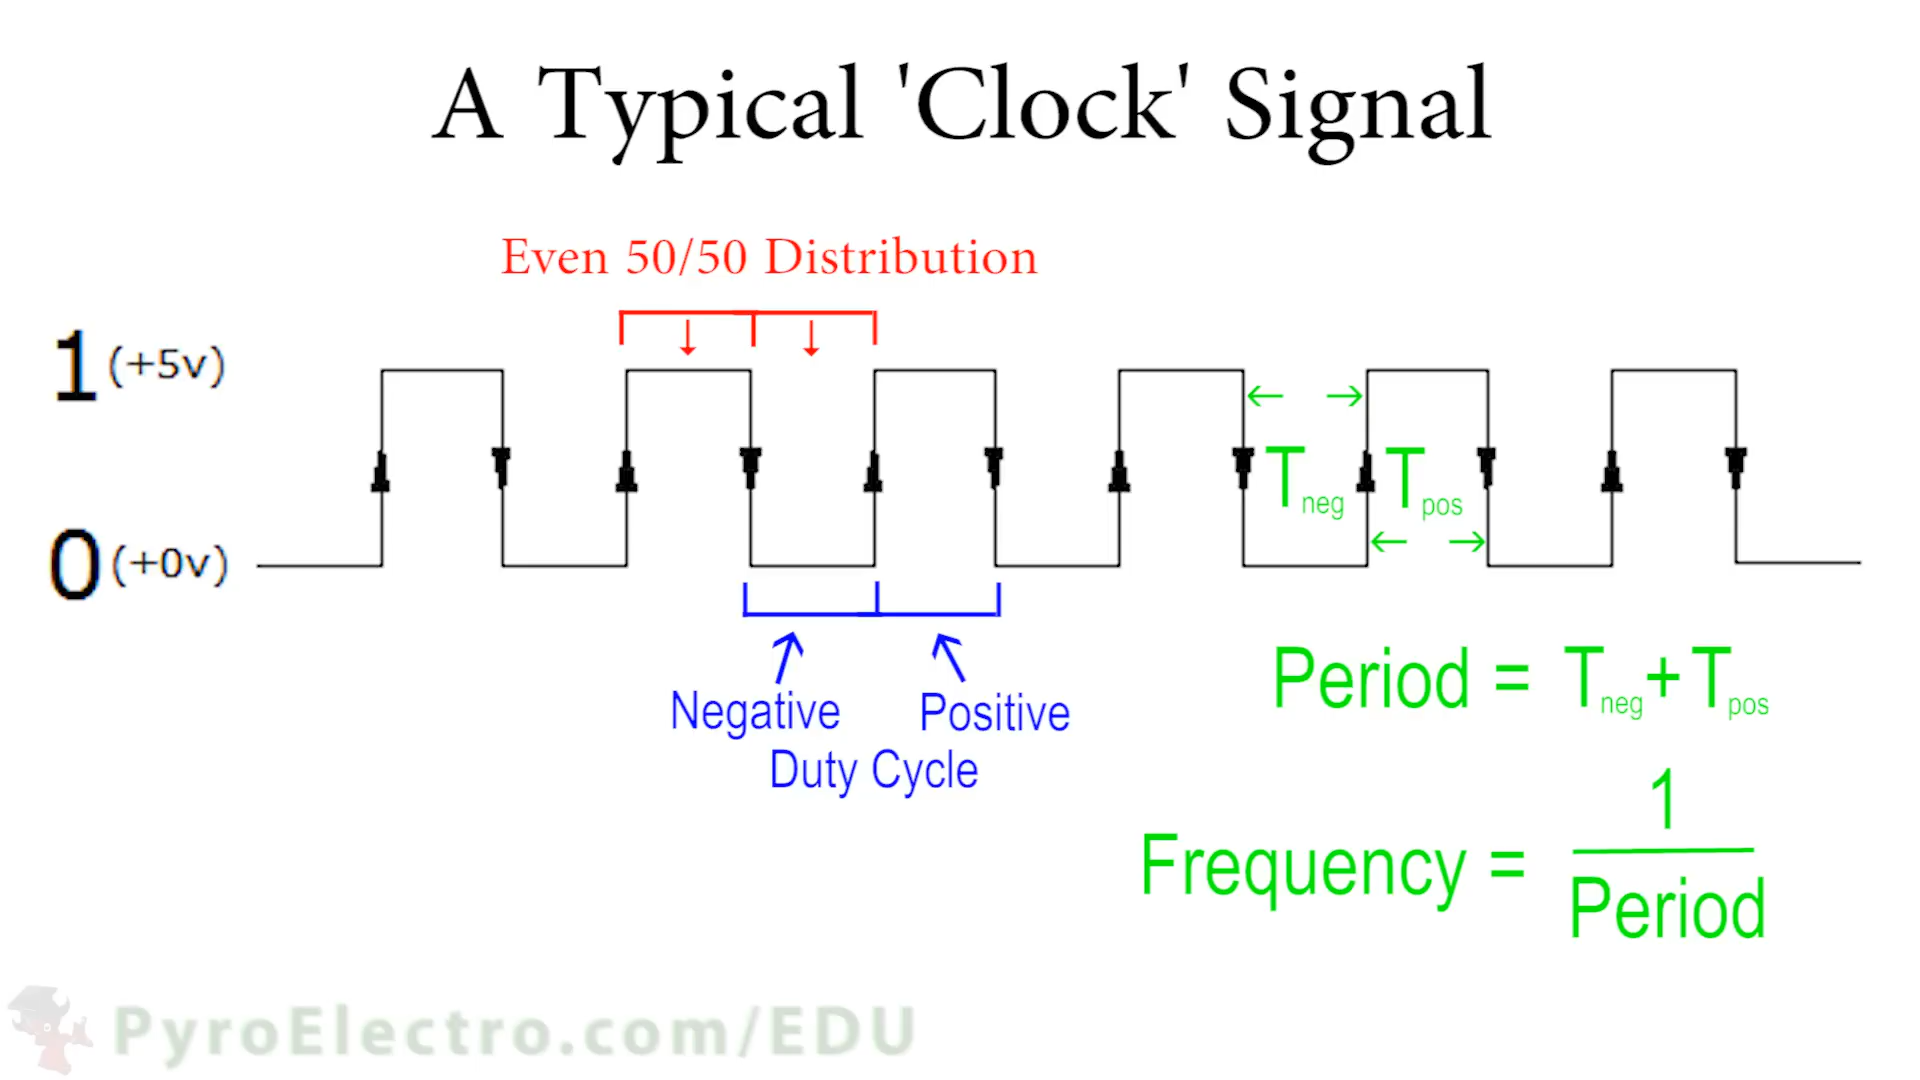 A Typical 'Clock' Signal
Even 50/50 Distribution
1 (+5v)
0 (+0v)
← →
Tneg Tpos
← →
Negative Positive
Duty Cycle
Period = Tneg + Tpos
Frequency = 1
Period
PyroElectro.com/EDU